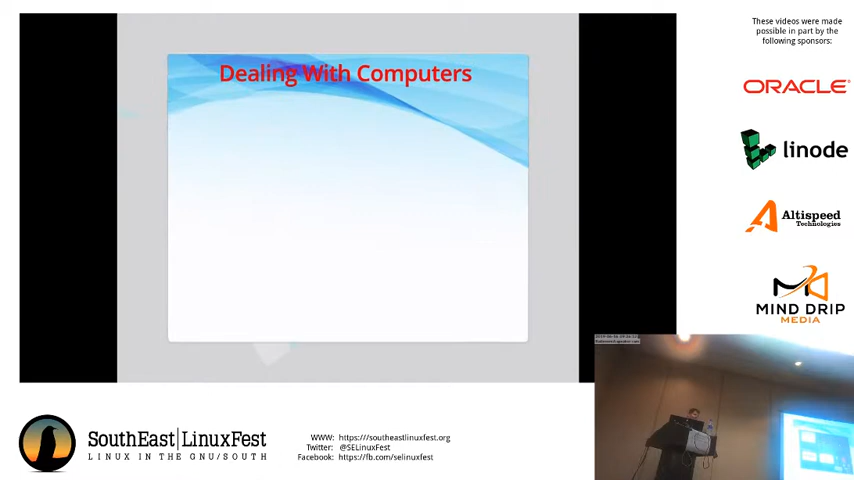 These videos were made
possible in part by the
following sponsors:
Dealing With Computers
ORACLE®
linode
Altispeed
Technologies
MIND DRIP
MEDIA
SouthEast|LinuxFest
LINUX IN THE GNU/SOUTH
WWW: https:///southeastlinuxfest.org
Twitter: @SELinuxFest
Facebook: https://fb.com/selinuxfest